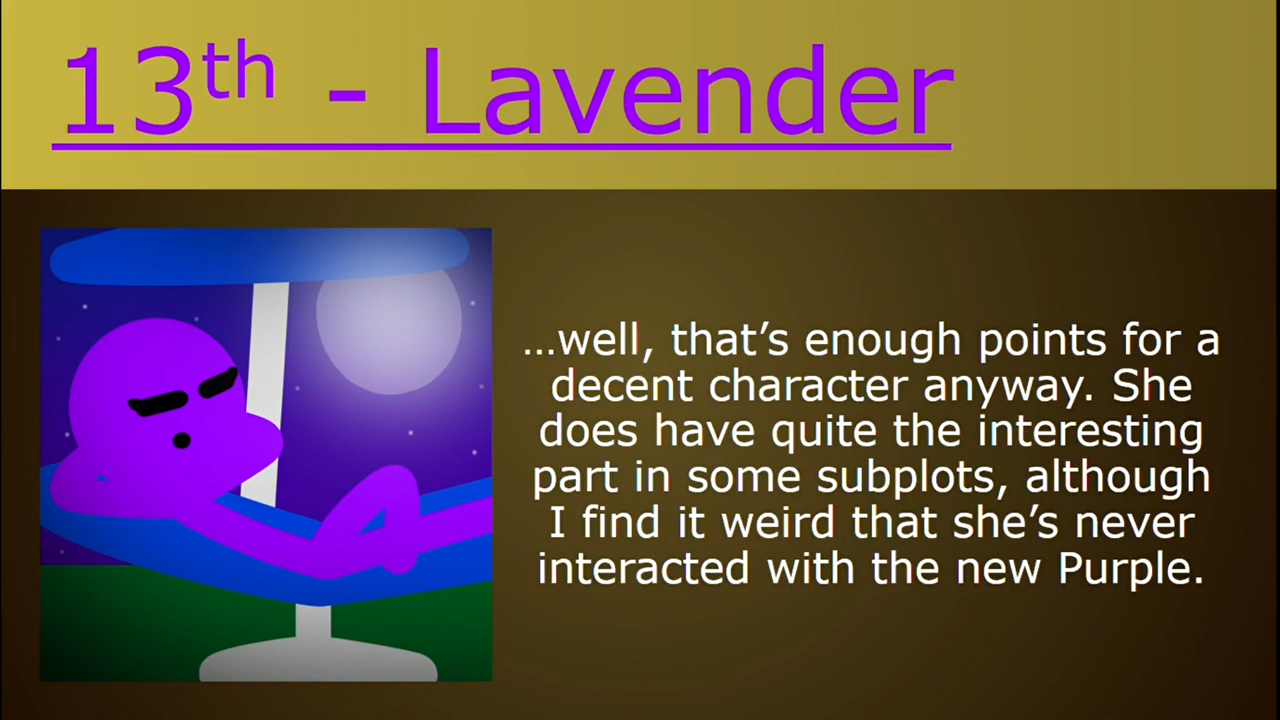 13th - Lavender
…well, that’s enough points for a
decent character anyway. She
does have quite the interesting
part in some subplots, although
I find it weird that she’s never
interacted with the new Purple.